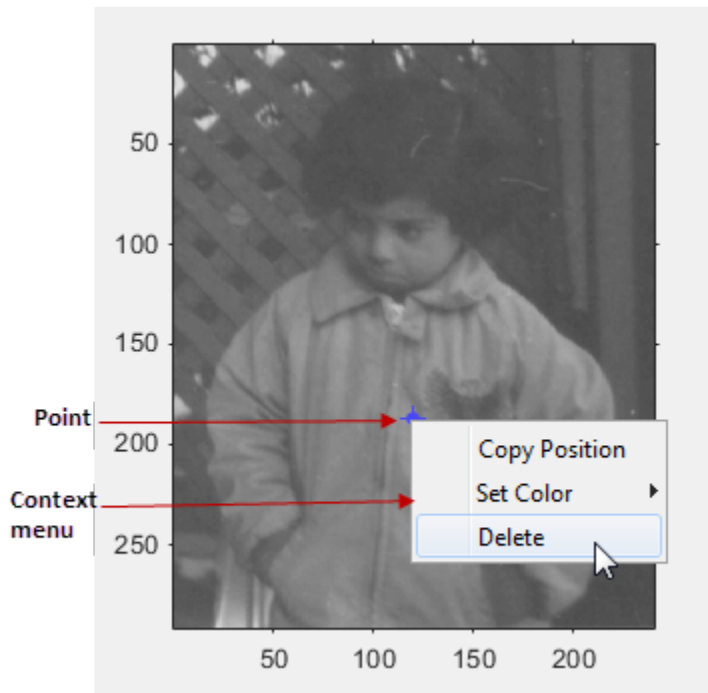 50
100
150
Point
200
Copy Position
Set Color
Context
menu
Delete
250
50 100 150 200